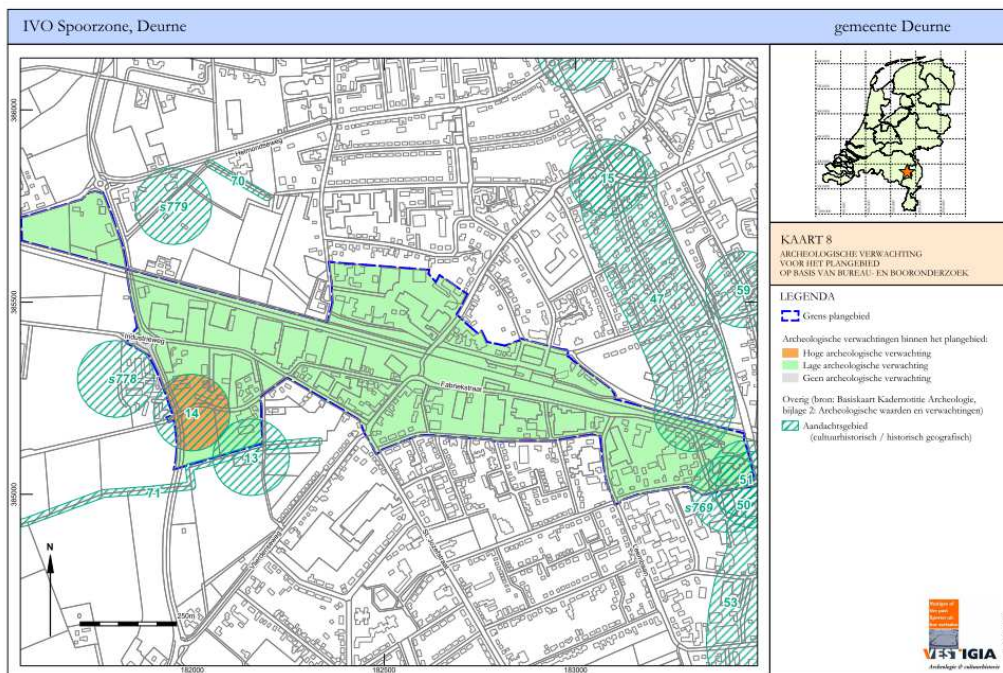 IVO Spoorzone, Deurne
gemeente Deurne
KAART 8
ARCHEOLOGISCHE VERWACHTING
VOOR HET PLANGEBIED
OP BASIS VAN BUREAU- EN BOORONDERZOEK
LEGENDA
Grens plangebied
Archeologische verwachtingen binnen het plangebied:
Hoge archeologische verwachting
Lage archeologische verwachting
Geen archeologische verwachting
Overig (bron: Basiskaart Kadernotitie Archeologie,
bijlage 2: Archeologische waarden en verwachtingen)
Aandachtsgebied
(cultuurhistorisch / historisch geografisch)
386000
385500
385000
182000
182500
183000
Helmondseweg
70
s779
15
59
47
Industrieweg
s778
Fabriekstraat
14
13
71
51
s769
50
53
St. Jozefstraat
N
250m
VESTIGIA
Archeologie & cultuurhistorie